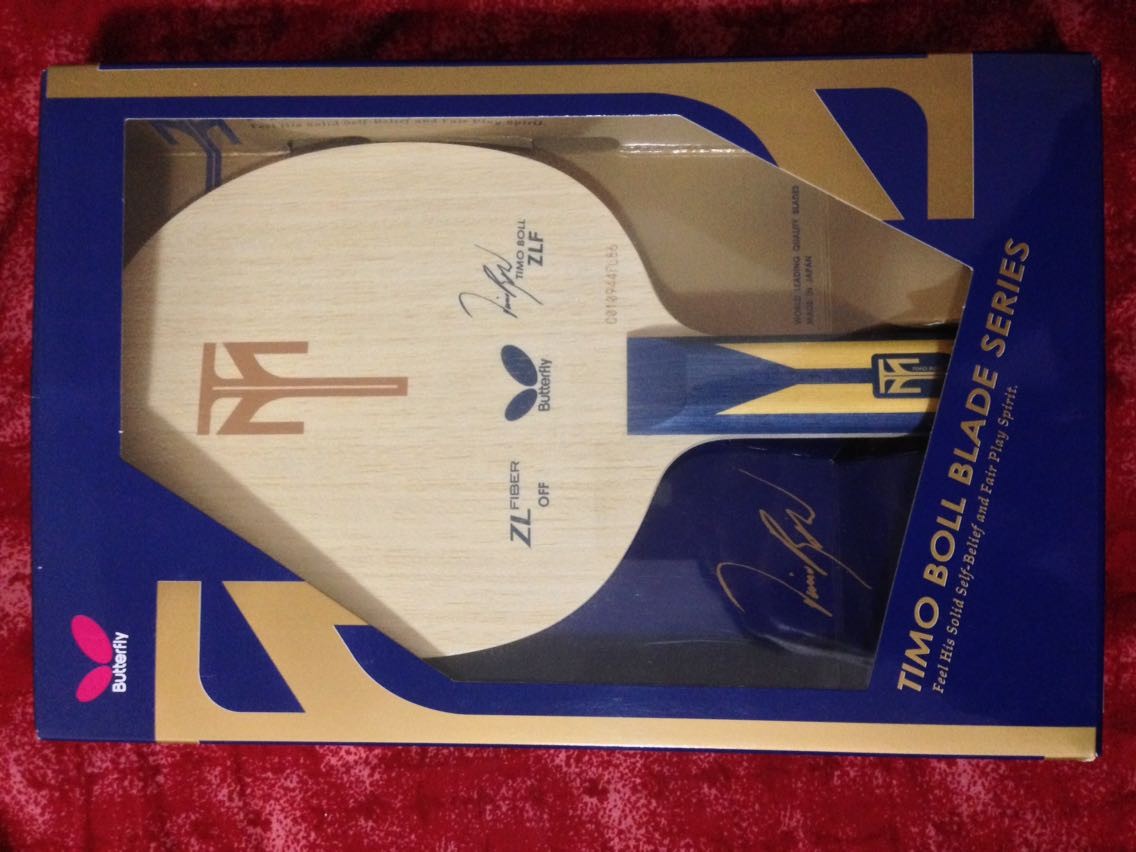 Butterfly
Feel His Solid Self-Belief and Fair Play Spirit.
TIMO BOLL
ZLF
Butterfly
ZL FIBER
OFF
WORLD LEADING QUALITY BLADES
MADE IN JAPAN
TIMO BOLL BLADE SERIES
Feel His Solid Self-Belief and Fair Play Spirit.